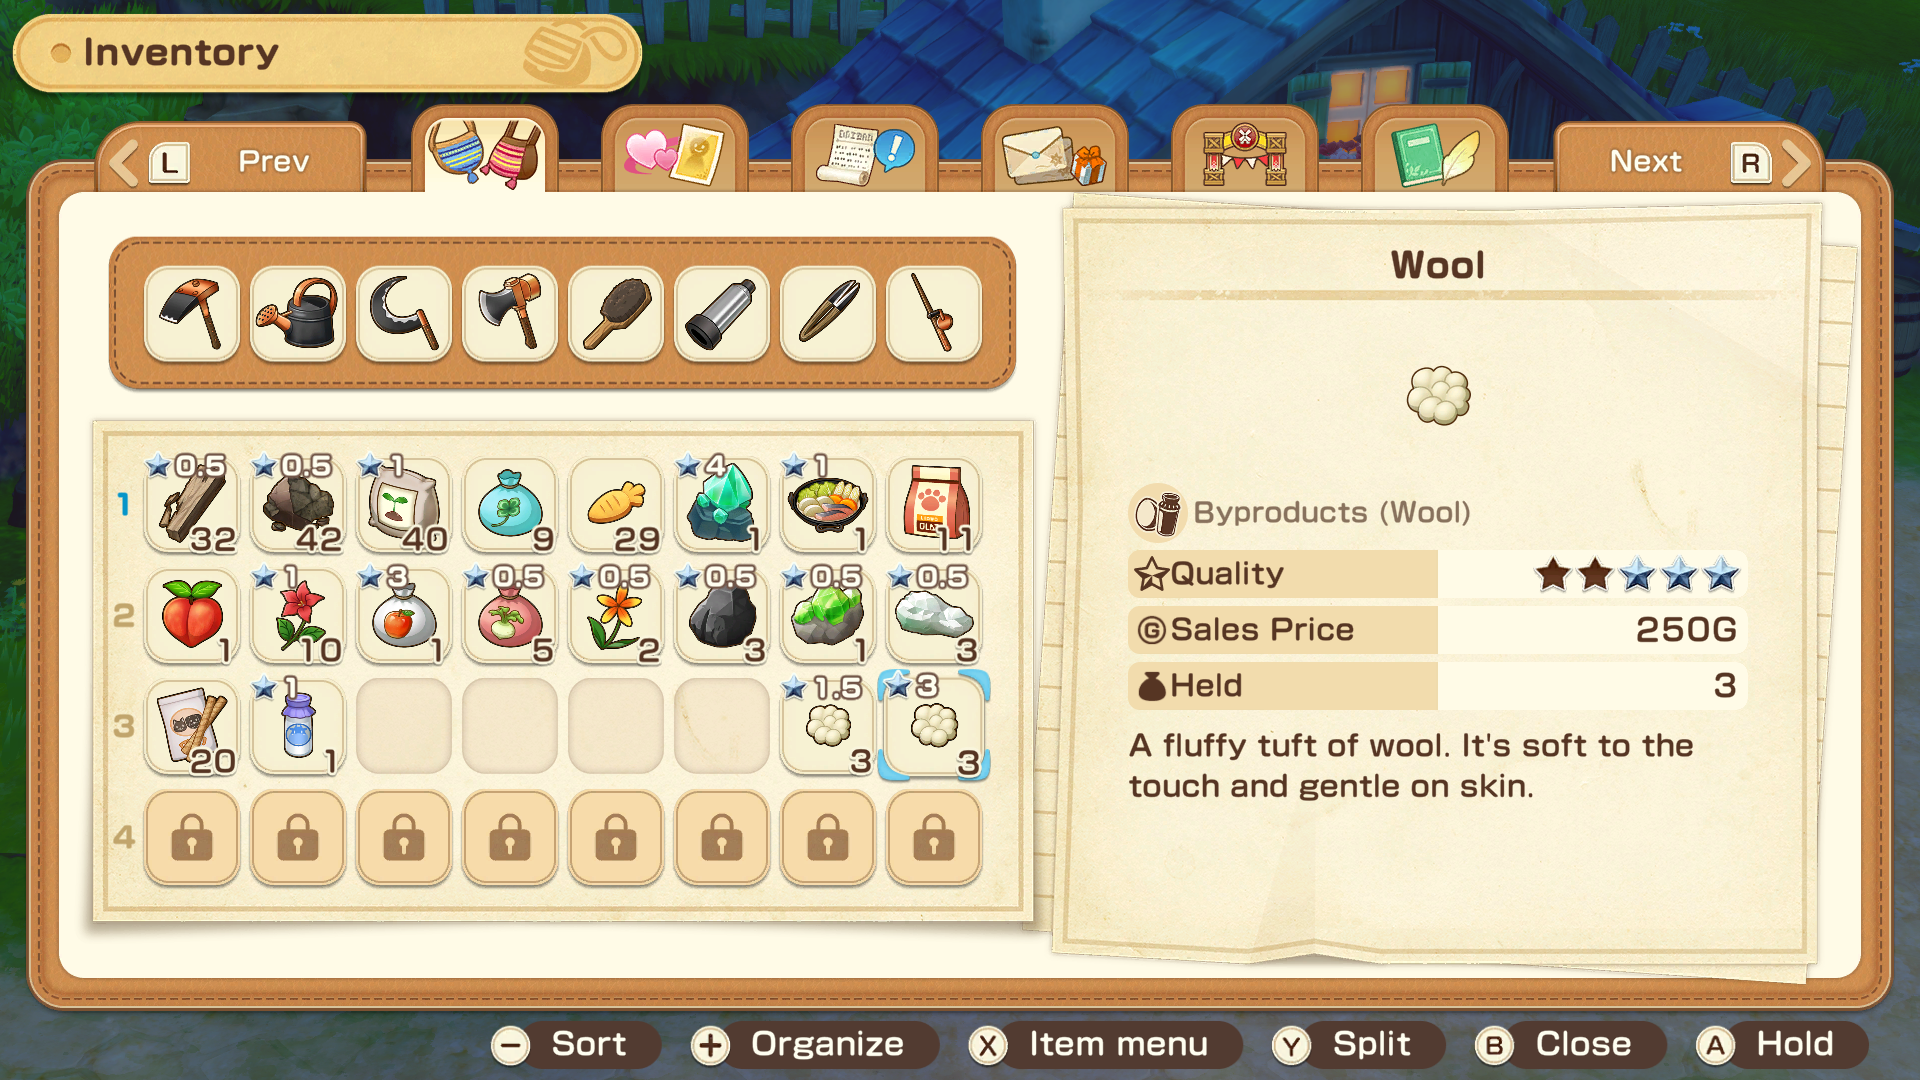 Inventory
L Prev
Next R
Wool
1 0.5 32 0.5 42 1 40 9 29 4 1 1 1 11
2 1 1 10 3 1 0.5 5 0.5 2 0.5 3 0.5 1 0.5 3
3 20 1 1 1.5 3 3 3
4
Byproducts (Wool)
Quality
Sales Price 250G
Held 3
A fluffy tuft of wool. It's soft to the
touch and gentle on skin.
Sort Organize X Item menu Y Split B Close A Hold